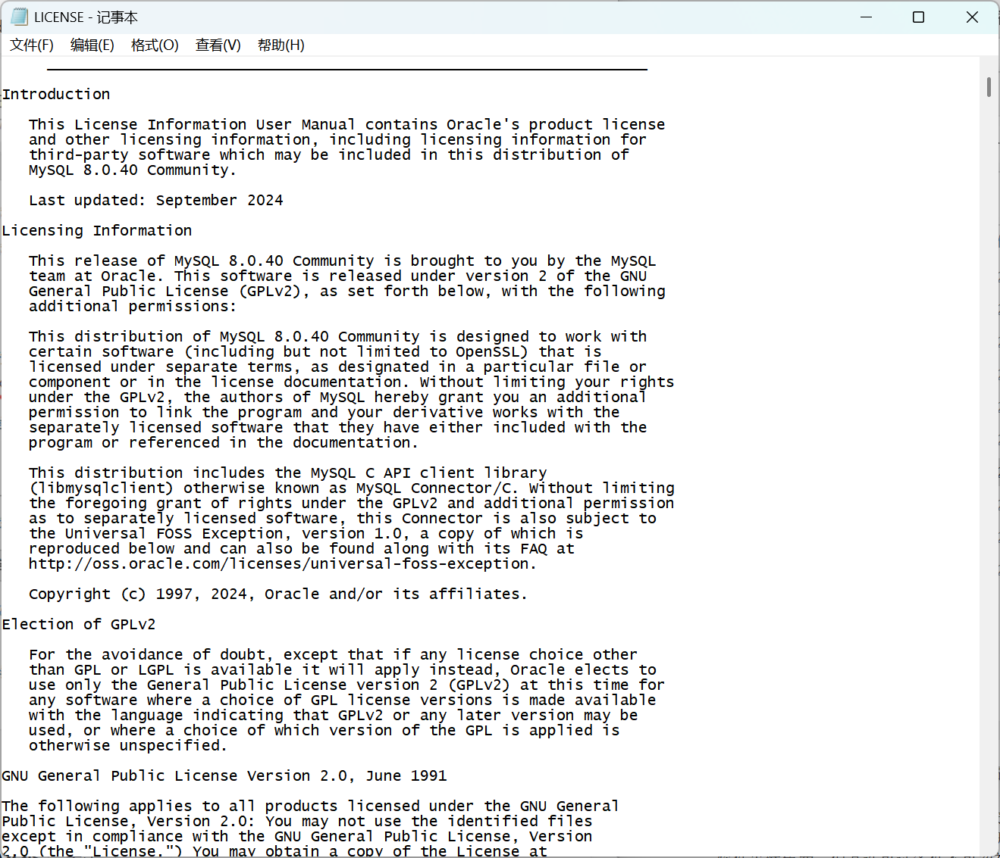 LICENSE - 记事本
文件(F) 编辑(E) 格式(O) 查看(V) 帮助(H)
Introduction
This License Information User Manual contains Oracle's product license
and other licensing information, including licensing information for
third-party software which may be included in this distribution of
MySQL 8.0.40 Community.
Last updated: September 2024
Licensing Information
This release of MySQL 8.0.40 Community is brought to you by the MySQL
team at Oracle. This software is released under version 2 of the GNU
General Public License (GPLv2), as set forth below, with the following
additional permissions:
This distribution of MySQL 8.0.40 Community is designed to work with
certain software (including but not limited to OpenSSL) that is
licensed under separate terms, as designated in a particular file or
component or in the license documentation. Without limiting your rights
under the GPLv2, the authors of MySQL hereby grant you an additional
permission to link the program and your derivative works with the
separately licensed software that they have either included with the
program or referenced in the documentation.
This distribution includes the MySQL C API client library
(libmysqlclient) otherwise known as MySQL Connector/C. Without limiting
the foregoing grant of rights under the GPLv2 and additional permission
as to separately licensed software, this Connector is also subject to
the Universal FOSS Exception, version 1.0, a copy of which is
reproduced below and can also be found along with its FAQ at
http://oss.oracle.com/licenses/universal-foss-exception.
Copyright (c) 1997, 2024, Oracle and/or its affiliates.
Election of GPLv2
For the avoidance of doubt, except that if any license choice other
than GPL or LGPL is available it will apply instead, Oracle elects to
use only the General Public License version 2 (GPLv2) at this time for
any software where a choice of GPL license versions is made available
with the language indicating that GPLv2 or any later version may be
used, or where a choice of which version of the GPL is applied is
otherwise unspecified.
GNU General Public License Version 2.0, June 1991
The following applies to all products licensed under the GNU General
Public License, Version 2.0: You may not use the identified files
except in compliance with the GNU General Public License, Version
2.0 (the "License.") You may obtain a copy of the License at